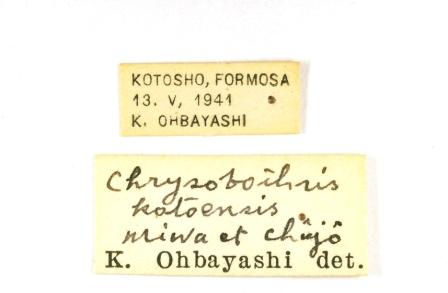 KOTOSHO, FORMOSA
13. V, 1941
K. OHBAYASHI
Chrysobothris
kotoensis
Miwa et Chûjô
K. Ohbayashi det.